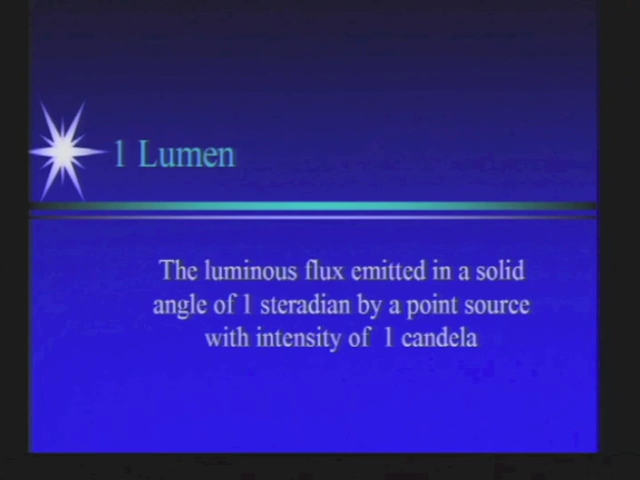 1 Lumen
The luminous flux emitted in a solid
angle of 1 steradian by a point source
with intensity of 1 candela